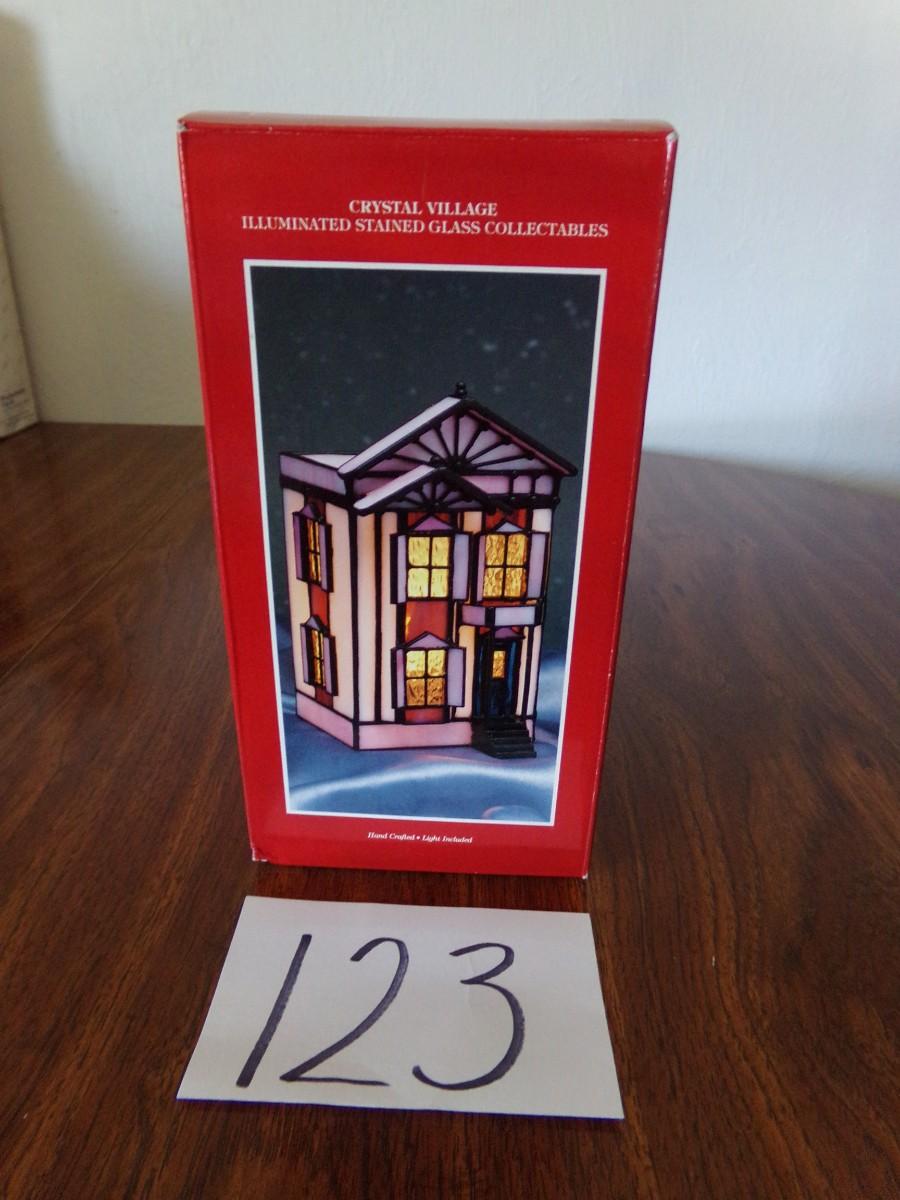 CRYSTAL VILLAGE
ILLUMINATED STAINED GLASS COLLECTABLES
Hand Crafted • Light Included
123